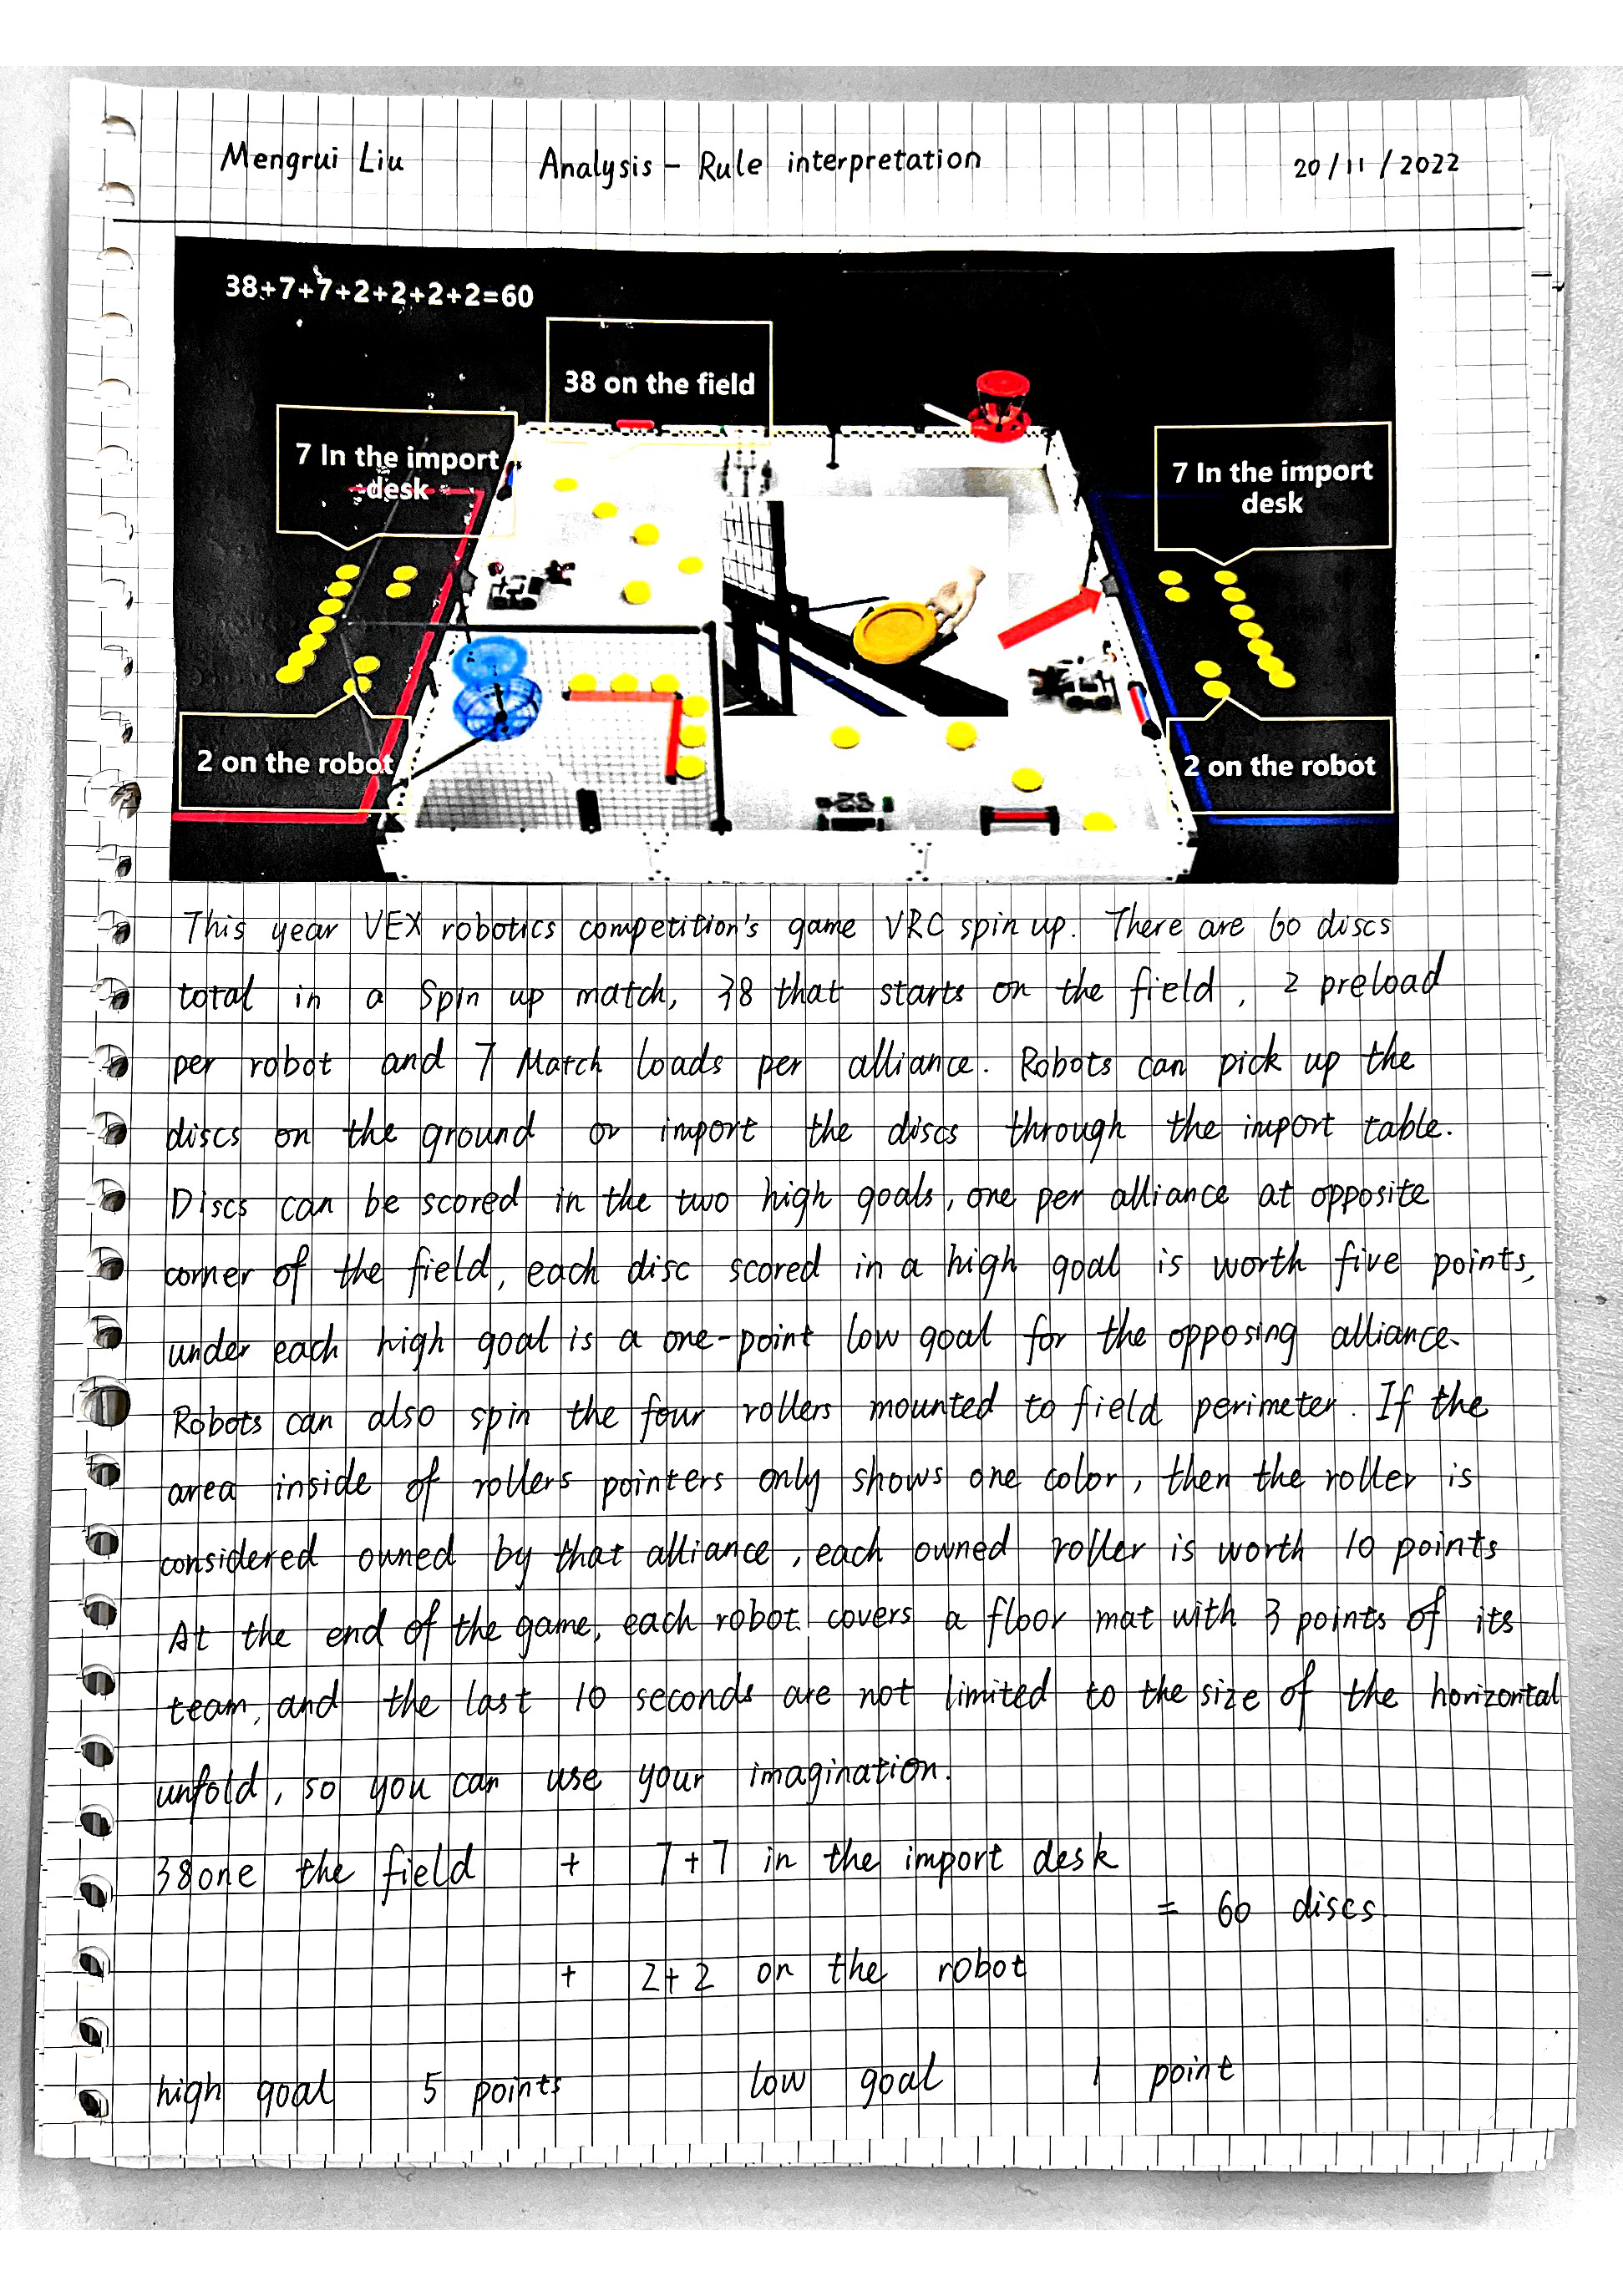 Mengrui Liu Analysis - Rule interpretation 20/11/2022
38+7+7+2+2+2+2=60
38 on the field
7 In the import
desk
7 In the import
desk
2 on the robot
2 on the robot
This year VEX robotics competition's game VRC spin up. There are 60 discs
total in a Spin up match, 38 that starts on the field, 2 preload
per robot and 7 Match loads per alliance. Robots can pick up the
discs on the ground or import the discs through the import table.
Discs can be scored in the two high goals, one per alliance at opposite
corner of the field, each disc scored in a high goal is worth five points,
under each high goal is a one-point low goal for the opposing alliance.
Robots can also spin the four rollers mounted to field perimeter. If the
area inside of rollers pointers only shows one color, then the roller is
considered owned by that alliance, each owned roller is worth 10 points
At the end of the game, each robot covers a floor mat with 3 points of its
team, and the last 10 seconds are not limited to the size of the horizontal
unfold, so you can use your imagination.
38 one the field + 7+7 in the import desk
= 60 discs.
+ 2+2 on the robot
high goal 5 points low goal 1 point